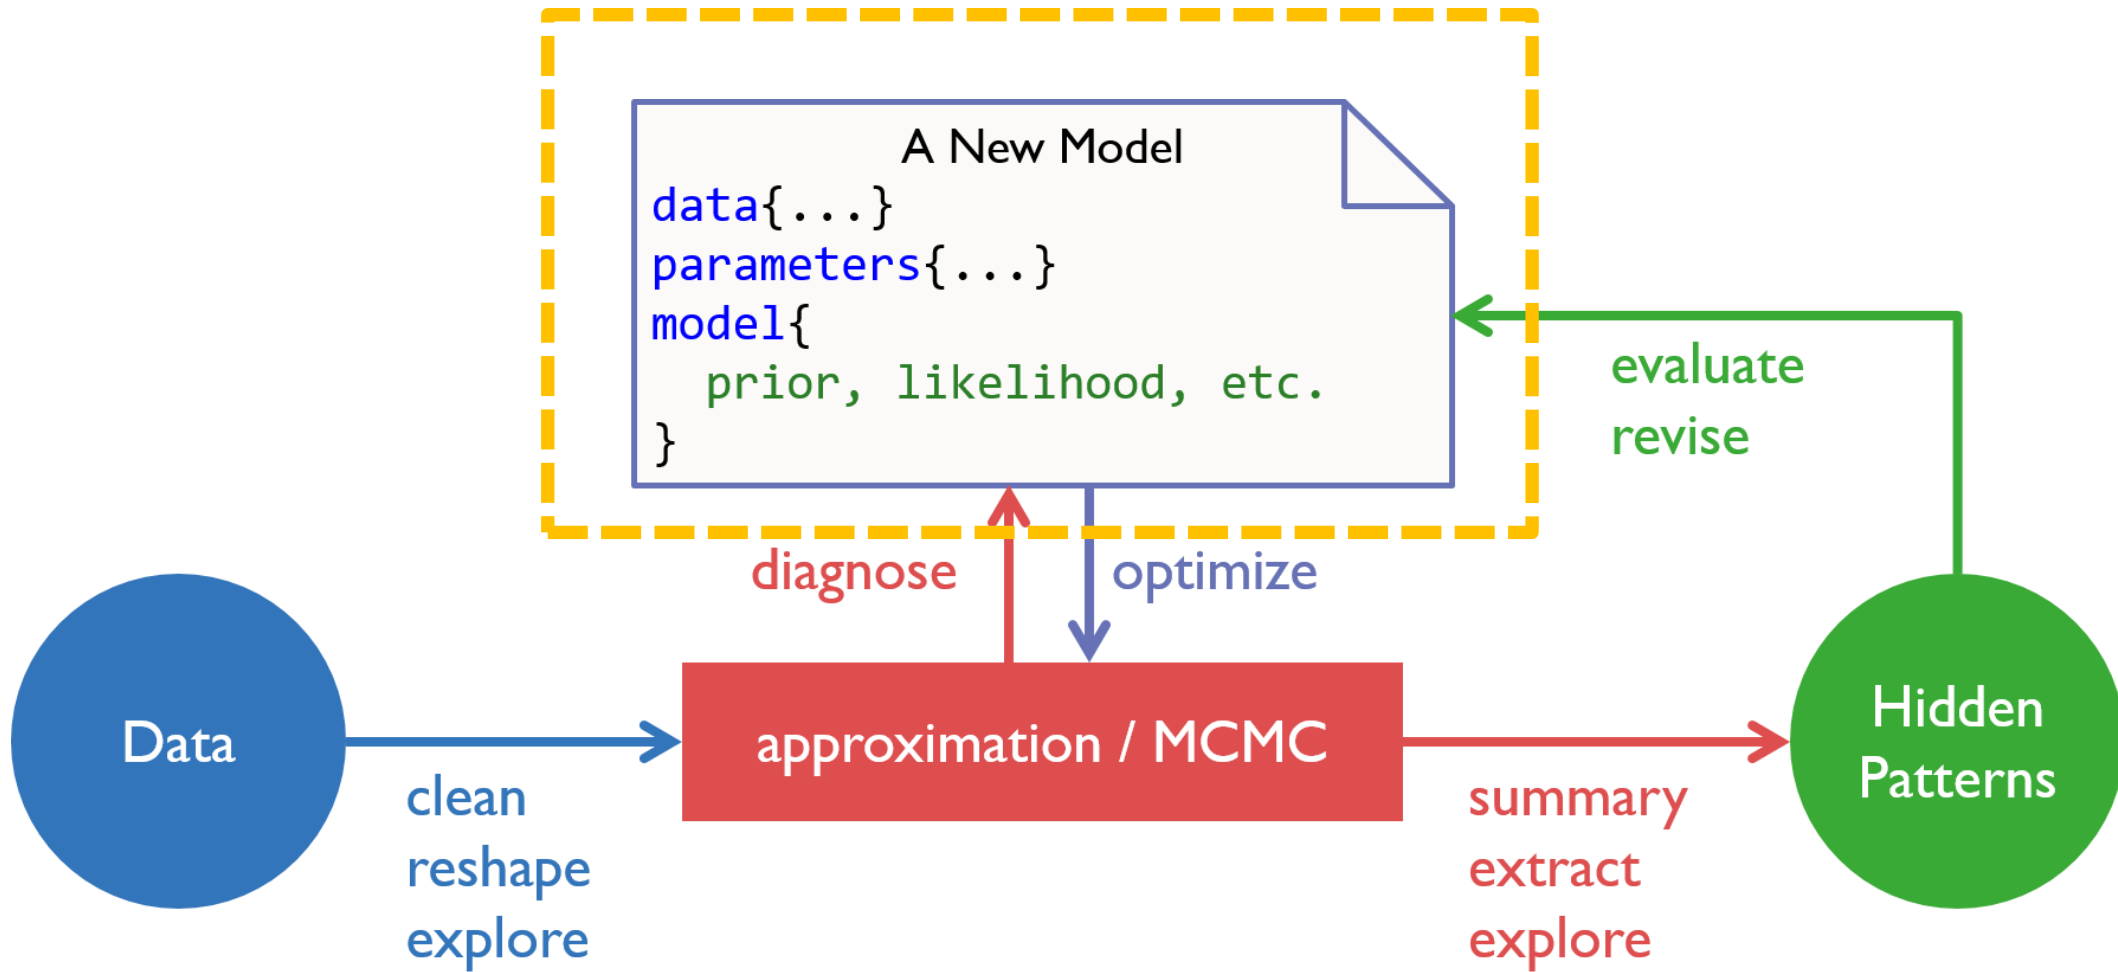 A New Model
data{...}
parameters{...}
model{
  prior, likelihood, etc.
}
evaluate
revise
diagnose
optimize
Data
approximation / MCMC
Hidden
Patterns
clean
reshape
explore
summary
extract
explore